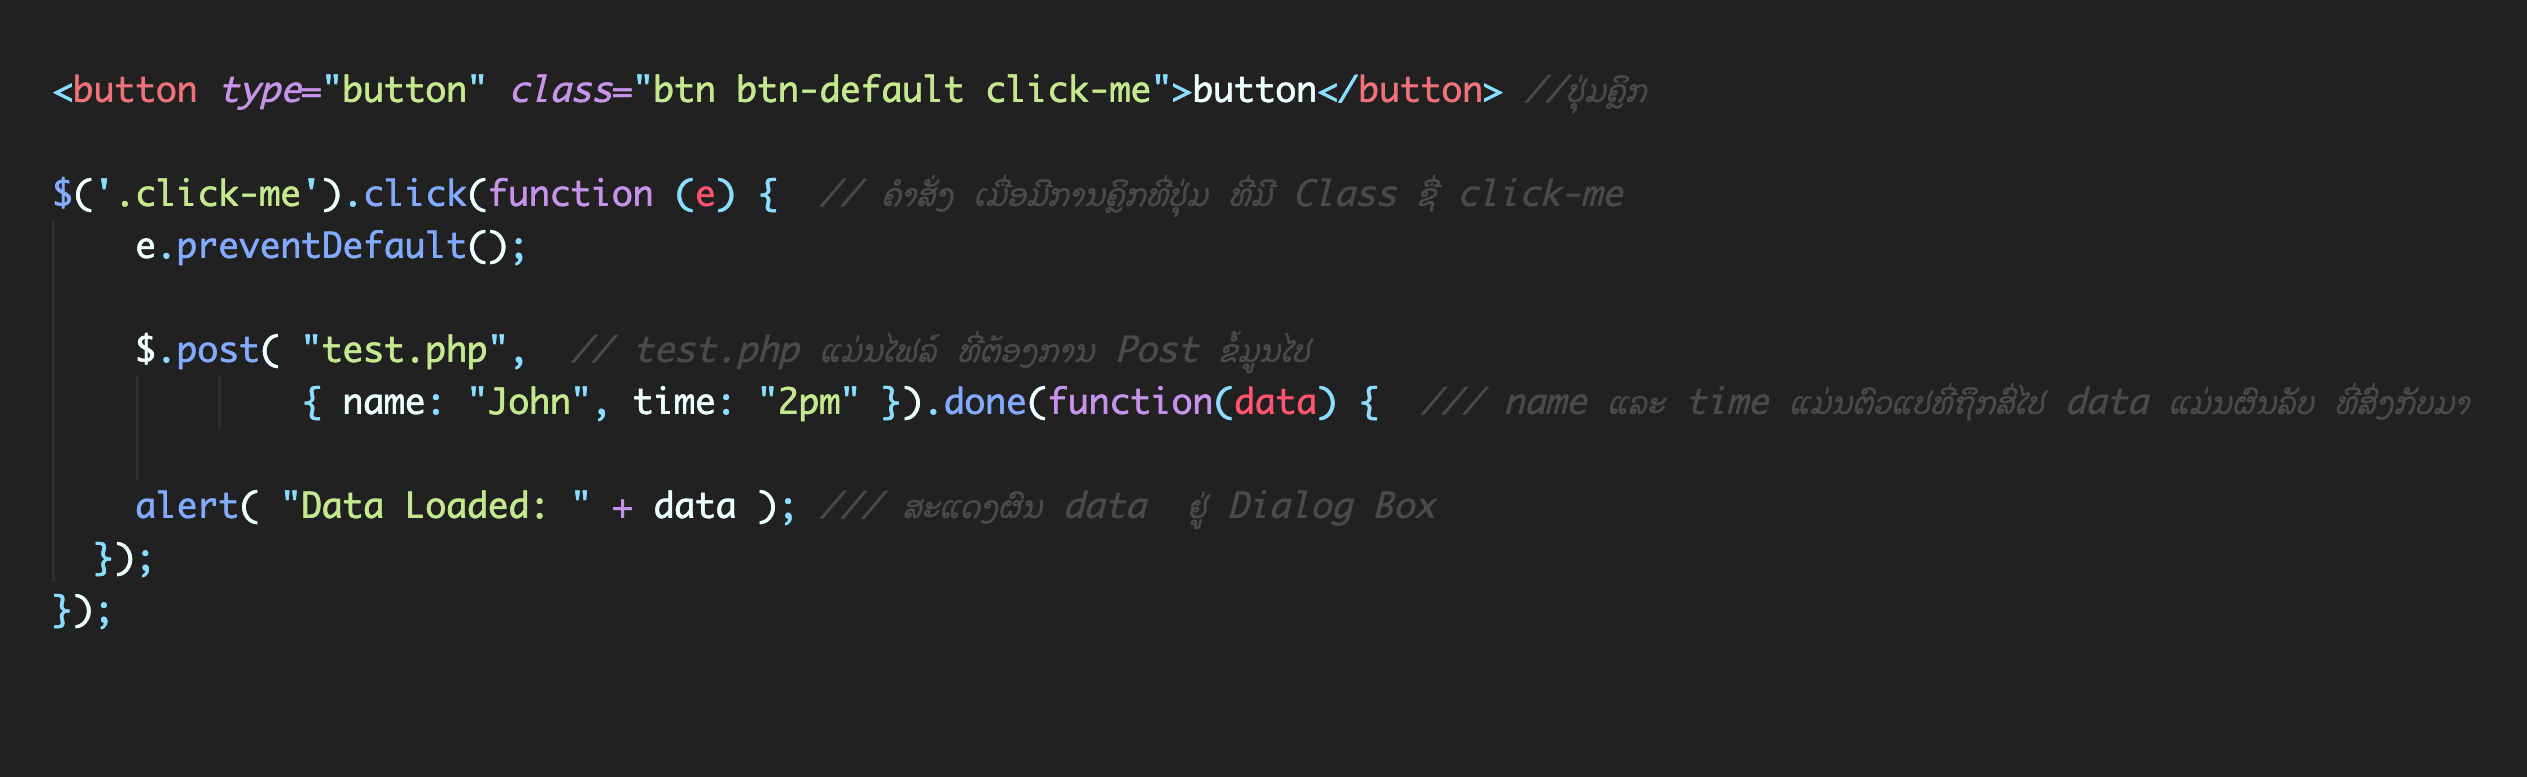 <button type="button" class="btn btn-default click-me">button</button> //ປຸ່ມຄຼິກ
$('.click-me').click(function (e) {  // ຄຳສັ່ງ ເມື່ອມີການຄຼິກທີ່ປຸ່ມ ທີ່ມີ Class ຊື່ click-me
e.preventDefault();
$.post( "test.php",  // test.php ແມ່ນໄຟລ໌ ທີ່ຕ້ອງການ Post ຂໍ້ມູນໄປ
{ name: "John", time: "2pm" }).done(function(data) {  /// name ແລະ time ແມ່ນຕົວແປທີ່ຖຶກສົ່ໄປ data ແມ່ນຜົນລັບ ທີ່ສົ່ງກັບມາ
alert( "Data Loaded: " + data ); /// ສະແດງຜົນ data  ຢູ່ Dialog Box
});
});